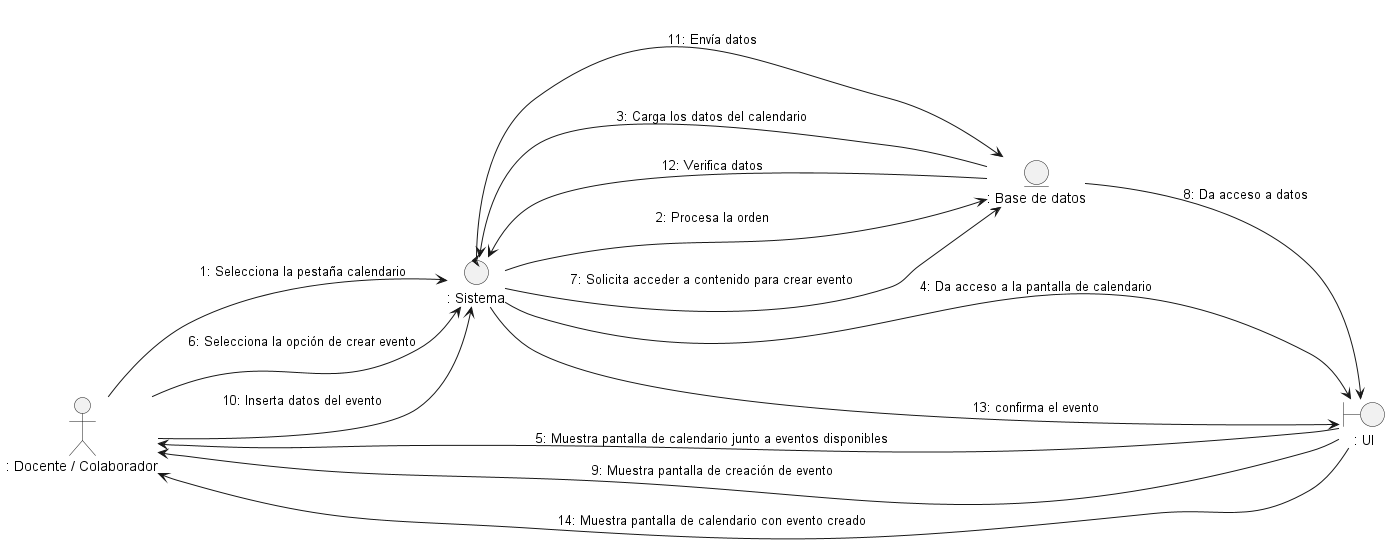 11: Envía datos
3: Carga los datos del calendario
12: Verifica datos
: Base de datos
8: Da acceso a datos
2: Procesa la orden
1: Selecciona la pestaña calendario
7: Solicita acceder a contenido para crear evento
4: Da acceso a la pantalla de calendario
: Sistema
6: Selecciona la opción de crear evento
10: Inserta datos del evento
13: confirma el evento
5: Muestra pantalla de calendario junto a eventos disponibles
: UI
: Docente / Colaborador
9: Muestra pantalla de creación de evento
14: Muestra pantalla de calendario con evento creado